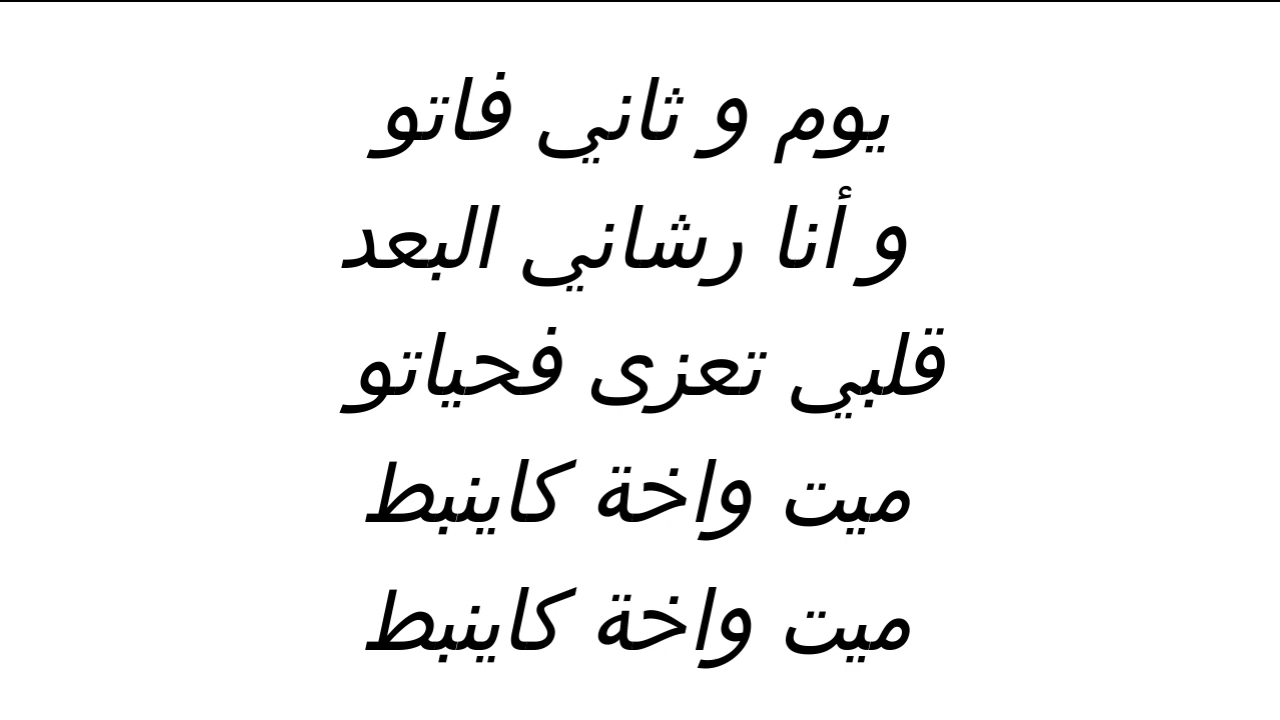 يوم و ثاني فاتو
و أنا رشاني البعد
قلبي تعزى فحياتو
ميت واخة كاينبط
ميت واخة كاينبط